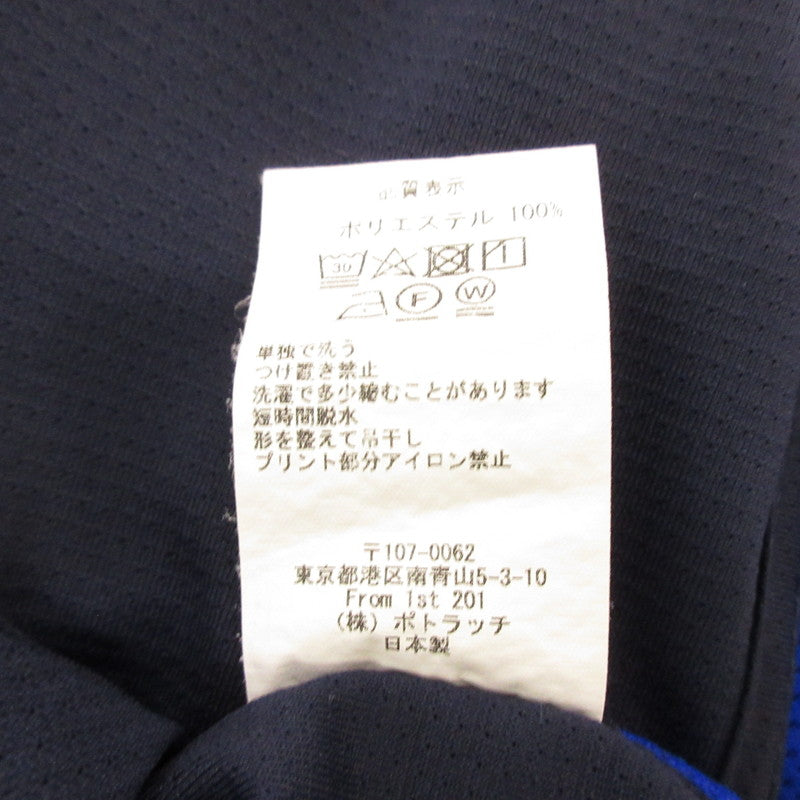 品質表示
ポリエステル 100%
30
F W
単独で洗う
つけ置き禁止
洗濯で多少縮むことがあります
短時間脱水
形を整えて吊干し
プリント部分アイロン禁止
〒107-0062
東京都港区南青山5-3-10
From 1st 201
(株) ポトラッチ
日本製